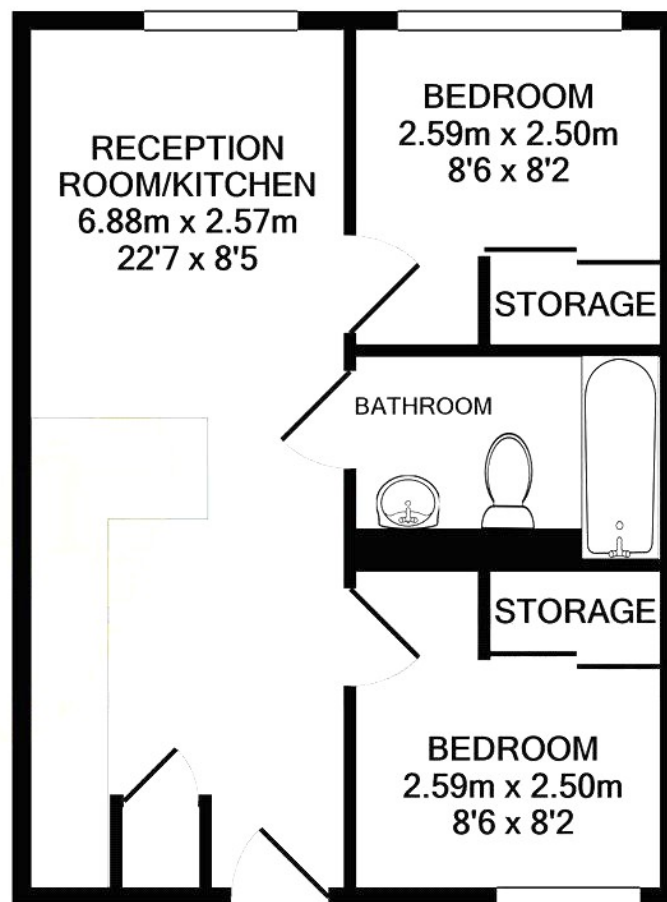 RECEPTION
ROOM/KITCHEN
6.88m x 2.57m
22'7 x 8'5
BEDROOM
2.59m x 2.50m
8'6 x 8'2
STORAGE
BATHROOM
STORAGE
BEDROOM
2.59m x 2.50m
8'6 x 8'2